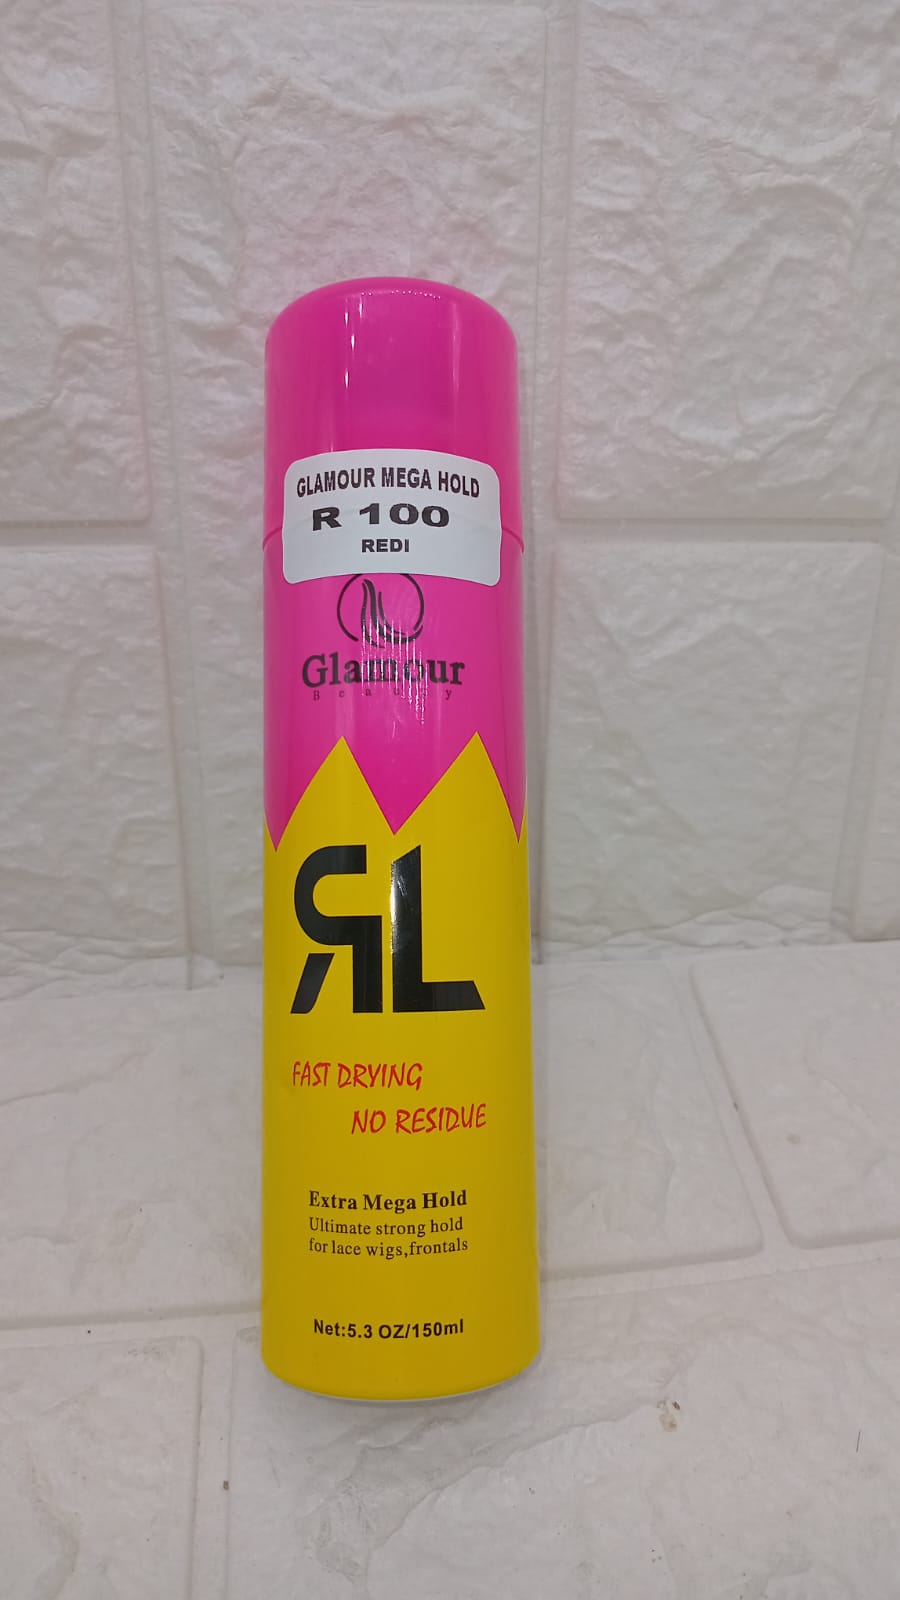 GLAMOUR MEGA HOLD
R 100
REDI
Glamour
Beauty
RL
FAST DRYING
NO RESIDUE
Extra Mega Hold
Ultimate strong hold
for lace wigs,frontals
Net:5.3 OZ/150ml